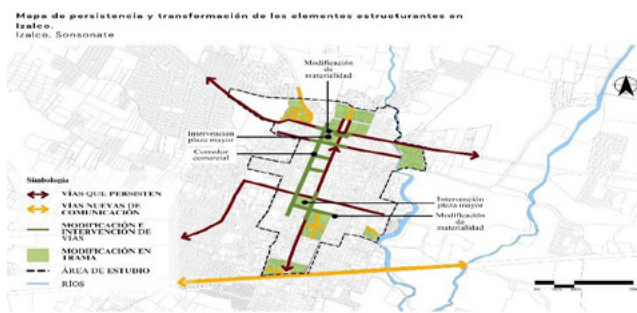 Mapa de persistencia y transformación de los elementos estructurantes en
Izalco.
Izalco, Sonsonate
Modificación
de
materialidad
Intervención
plaza mayor
Corredor
comercial
Intervención
plaza mayor
Modificación
de
materialidad
Simbología
VÍAS QUE PERSISTEN
VÍAS NUEVAS DE
COMUNICACIÓN
MODIFICACIÓN E
INTERVENCIÓN DE
VÍAS
MODIFICACIÓN EN
TRAMA
ÁREA DE ESTUDIO
RÍOS